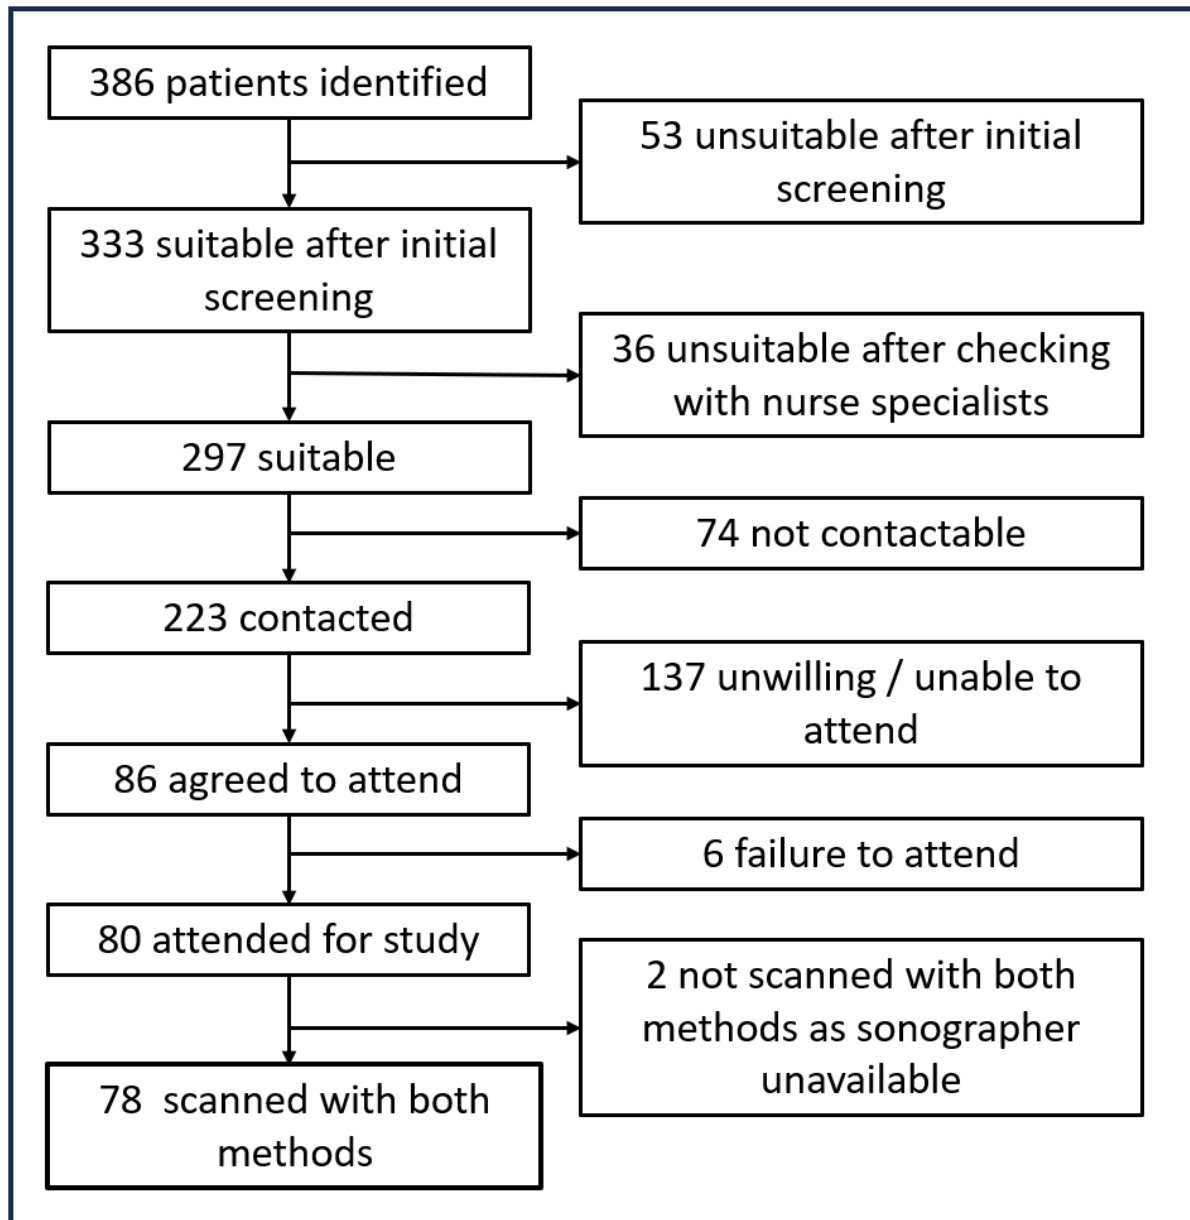 386 patients identified
53 unsuitable after initial
screening
333 suitable after initial
screening
36 unsuitable after checking
with nurse specialists
297 suitable
74 not contactable
223 contacted
137 unwilling / unable to
attend
86 agreed to attend
6 failure to attend
80 attended for study
2 not scanned with both
methods as sonographer
unavailable
78 scanned with both
methods